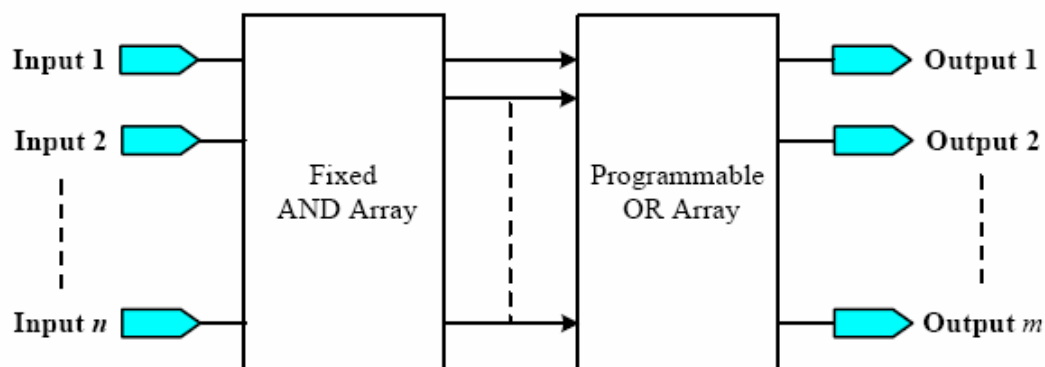 Input 1
Input 2
Input n
Fixed
AND Array
Programmable
OR Array
Output 1
Output 2
Output m